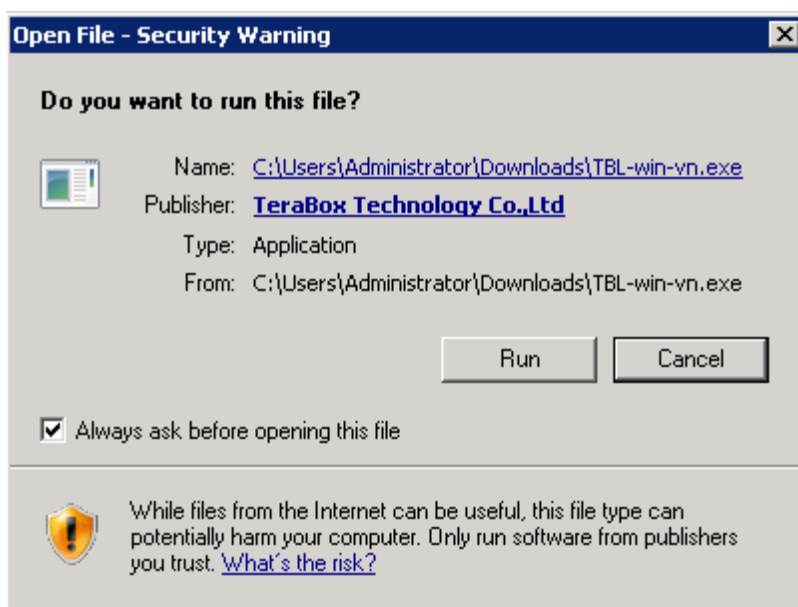 Open File - Security Warning
Do you want to run this file?
Name: C:\Users\Administrator\Downloads\TBL-win-vn.exe
Publisher: TeraBox Technology Co.,Ltd
Type: Application
From: C:\Users\Administrator\Downloads\TBL-win-vn.exe
Run Cancel
Always ask before opening this file
While files from the Internet can be useful, this file type can
potentially harm your computer. Only run software from publishers
you trust. What's the risk?